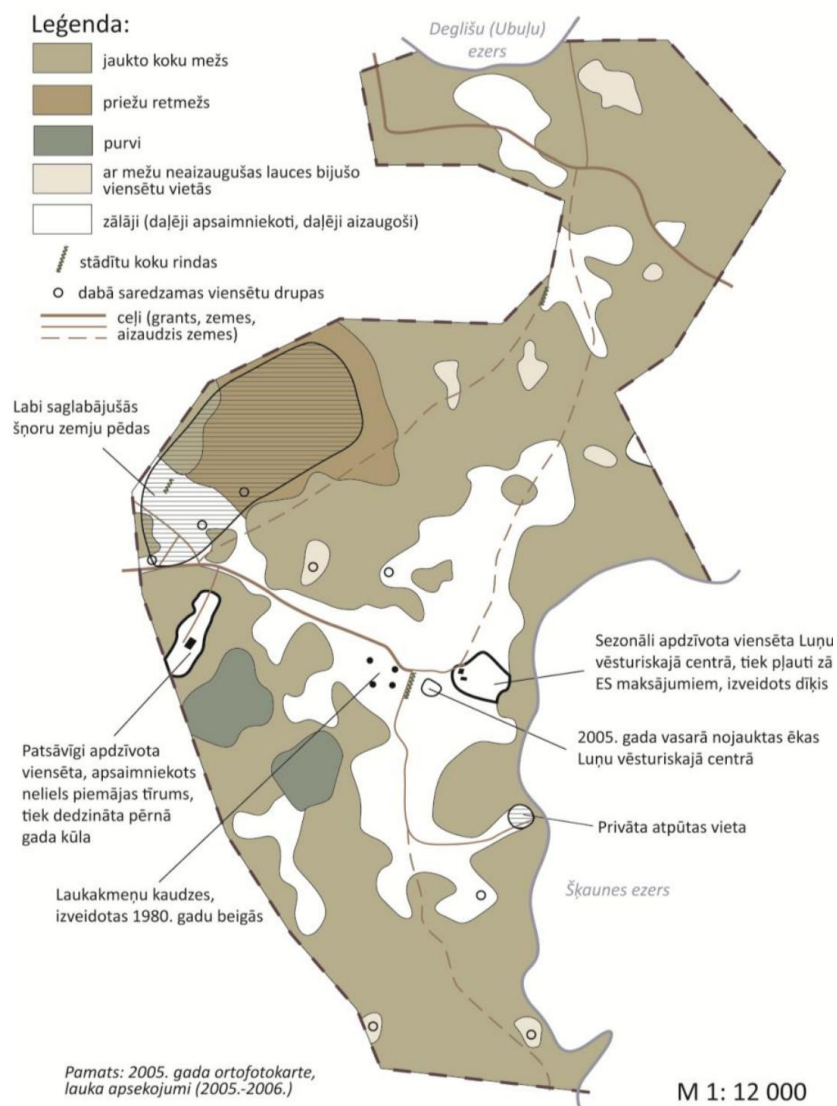 Leģenda:
jaukto koku mežs
priežu retmežs
purvi
ar mežu neaizaugušas lauces bijušo
viensētu vietās
zālāji (daļēji apsaimniekoti, daļēji aizaugoši)
stādītu koku rindas
dabā saredzamas viensētu drupas
ceļi (grants, zemes,
aizaudzis zemes)
Deglišu (Ubuļu)
ezers
Labi saglabājušās
šņoru zemju pēdas
Sezonāli apdzīvota viensēta Luņu
vēsturiskajā centrā, tiek pļauti zā
ES maksājumiem, izveidots dīķis
2005. gada vasarā nojauktas ēkas
Luņu vēsturiskajā centrā
Patsāvīgi apdzīvota
viensēta, apsaimniekots
neliels piemājas tīrums,
tiek dedzināta pērnā
gada kūla
Privāta atpūtas vieta
Laukakmeņu kaudzes,
izveidotas 1980. gadu beigās
Šķaunes ezers
Pamats: 2005. gada ortofotokarte,
lauka apsekojumi (2005.-2006.)
M 1: 12 000